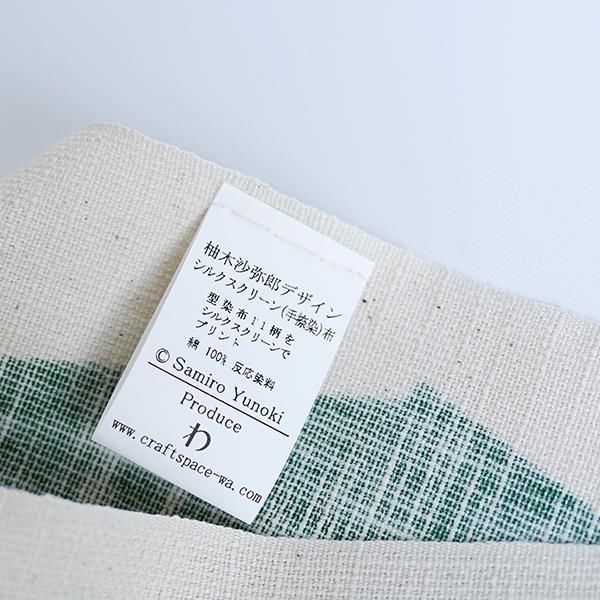 柚木沙弥郎デザイン
シルクスクリーン(手捺染)布
型染布11柄を
シルクスクリーンで
プリント
綿 100% 反応染料
© Samiro Yunoki
Produce
わ
www.craftspace-wa.com